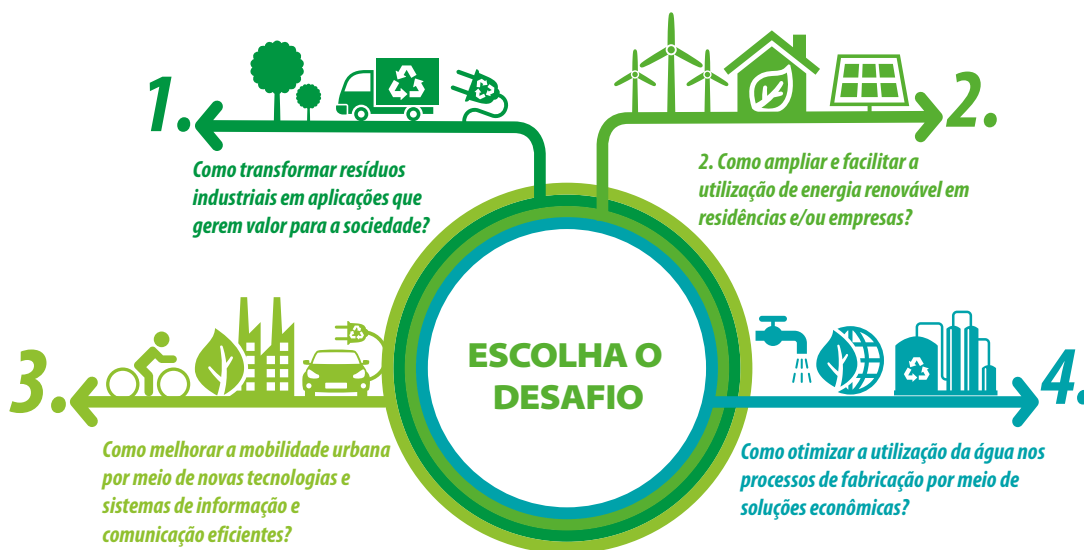 1.
Como transformar resíduos
industriais em aplicações que
gerem valor para a sociedade?
2.
2. Como ampliar e facilitar a
utilização de energia renovável em
residências e/ou empresas?
ESCOLHA O
DESAFIO
3.
Como melhorar a mobilidade urbana
por meio de novas tecnologias e
sistemas de informação e
comunicação eficientes?
4.
Como otimizar a utilização da água nos
processos de fabricação por meio de
soluções econômicas?